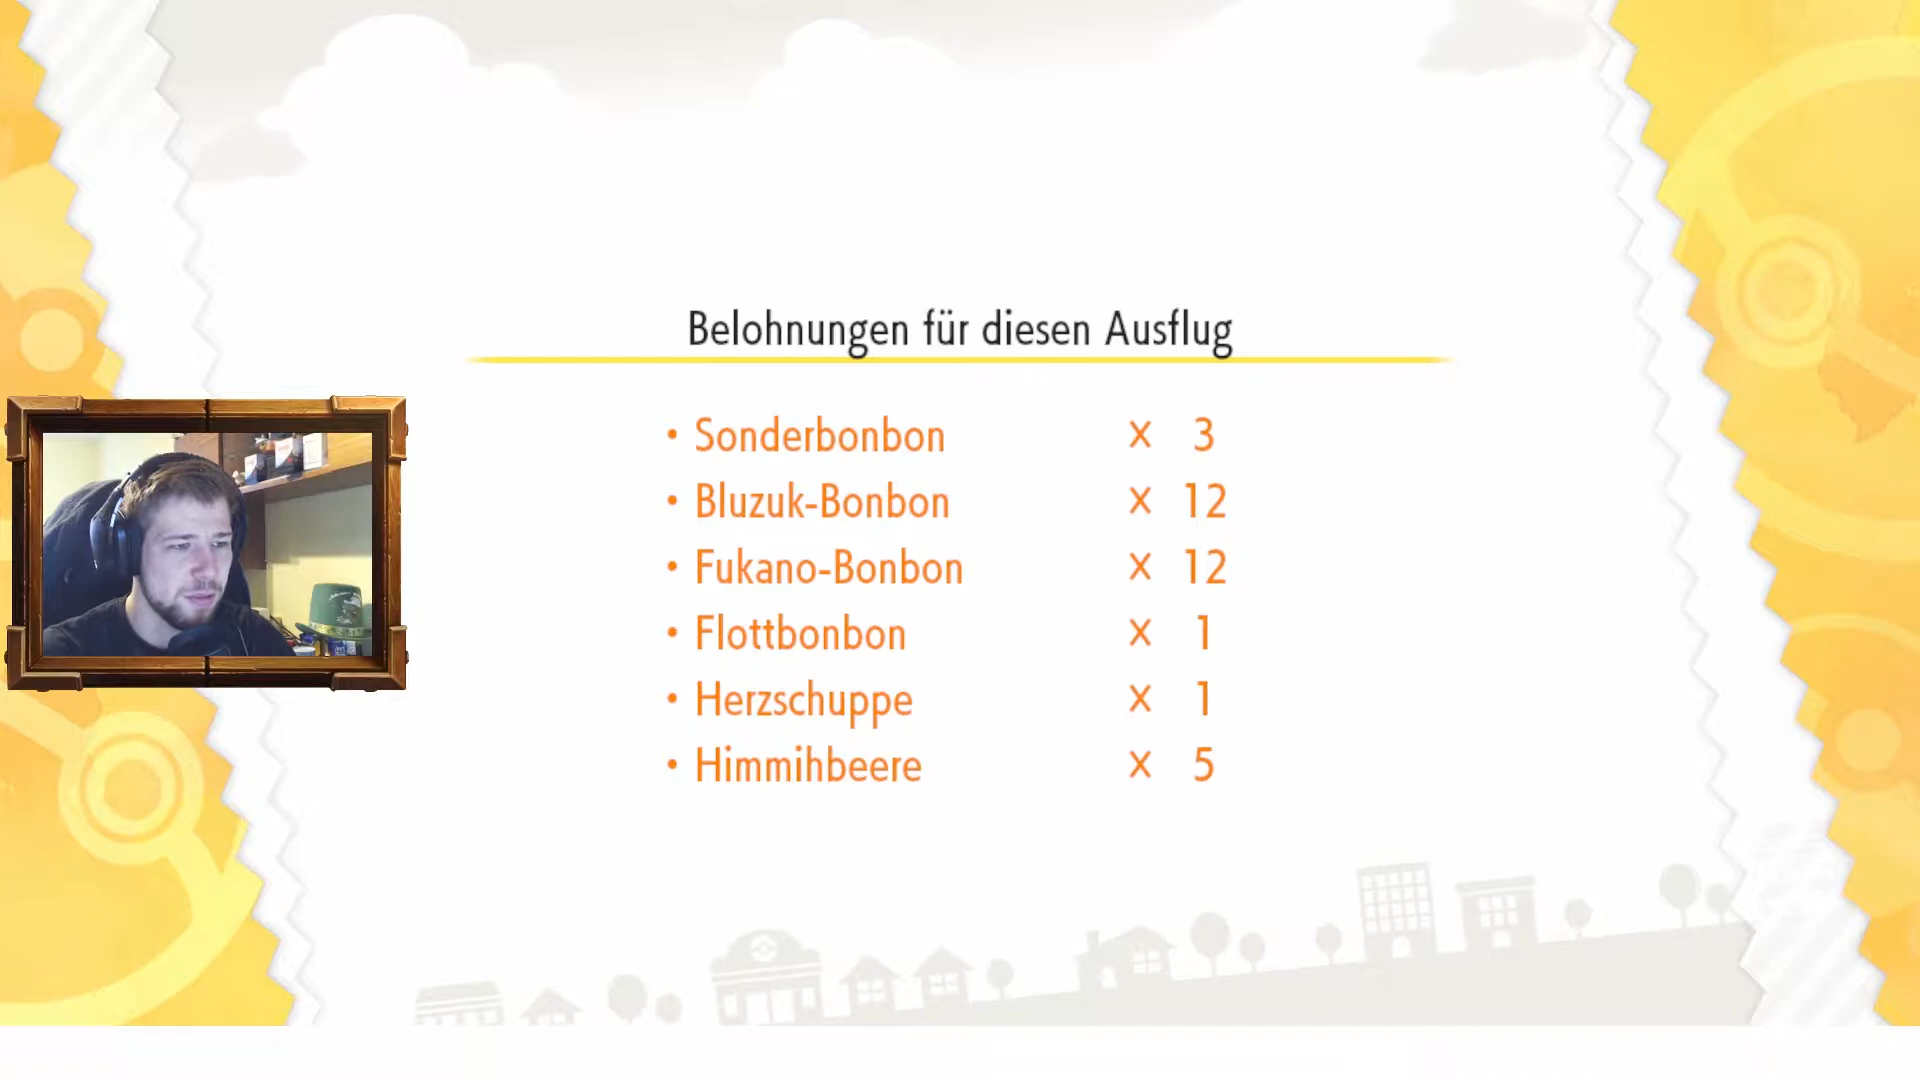 Belohnungen für diesen Ausflug
• Sonderbonbon × 3
• Bluzuk-Bonbon × 12
• Fukano-Bonbon × 12
• Flottbonbon × 1
• Herzschuppe × 1
• Himmihbeere × 5